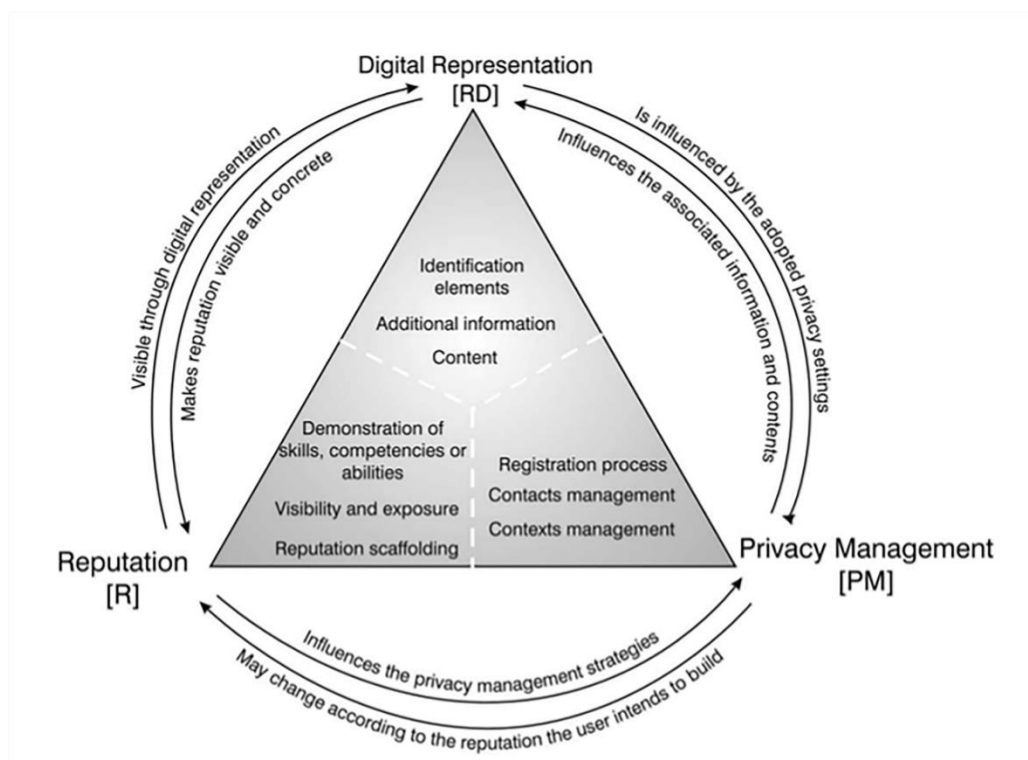 Digital Representation
[RD]
Visible through digital representation
Makes reputation visible and concrete
Is influenced by the adopted privacy settings
Influences the associated information and contents
Identification
elements
Additional information
Content
Demonstration of
skills, competencies or
abilities
Visibility and exposure
Reputation scaffolding
Registration process
Contacts management
Contexts management
Reputation
[R]
Privacy Management
[PM]
Influences the privacy management strategies
May change according to the reputation the user intends to build